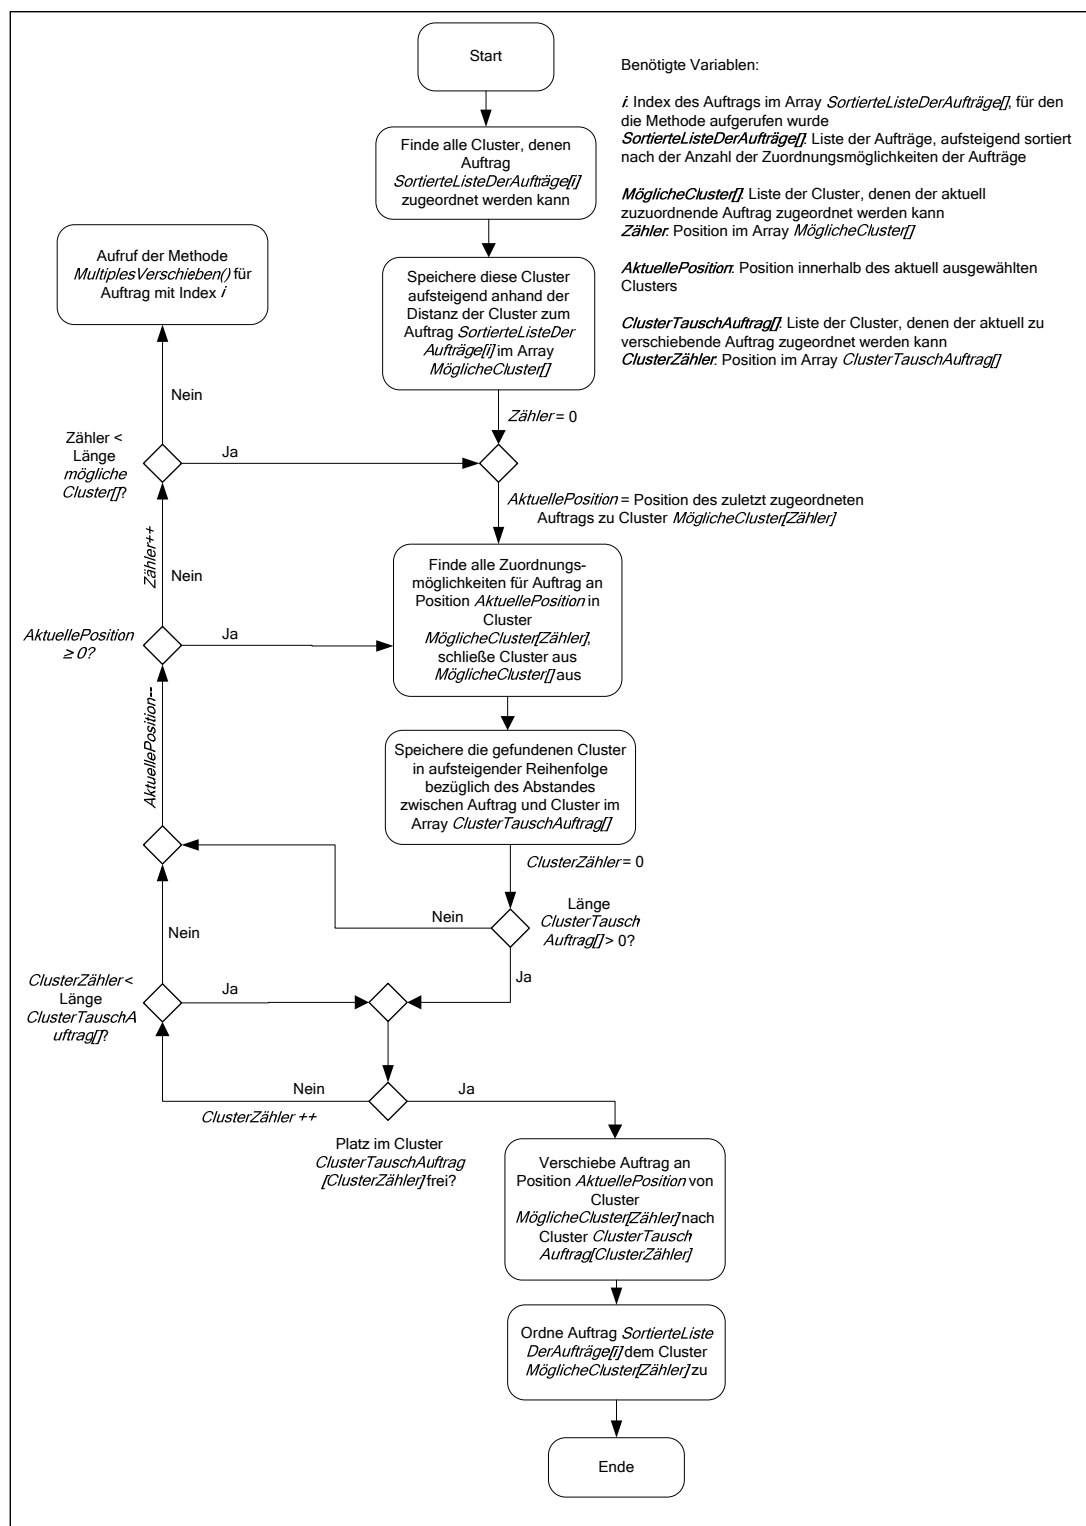 Start
Benötigte Variablen:
i: Index des Auftrags im Array SortierteListeDerAufträge[], für den
die Methode aufgerufen wurde
SortierteListeDerAufträge[]: Liste der Aufträge, aufsteigend sortiert
nach der Anzahl der Zuordnungsmöglichkeiten der Aufträge
MöglicheCluster[]: Liste der Cluster, denen der aktuell
zuzuordnende Auftrag zugeordnet werden kann
Zähler: Position im Array MöglicheCluster[]
AktuellePosition: Position innerhalb des aktuell ausgewählten
Clusters
ClusterTauschAuftrag[]: Liste der Cluster, denen der aktuell zu
verschiebende Auftrag zugeordnet werden kann
ClusterZähler: Position im Array ClusterTauschAuftrag[]
Finde alle Cluster, denen
Auftrag
SortierteListeDerAufträge[i]
zugeordnet werden kann
Aufruf der Methode
MultiplesVerschieben() für
Auftrag mit Index i
Speichere diese Cluster
aufsteigend anhand der
Distanz der Cluster zum
Auftrag SortierteListeDer
Aufträge[i] im Array
MöglicheCluster[]
Nein
Zähler = 0
Zähler <
Länge
mögliche
Cluster[]?
Ja
AktuellePosition = Position des zuletzt zugeordneten
Auftrags zu Cluster MöglicheCluster[Zähler]
Zähler++
Nein
Finde alle Zuordnungs-
möglichkeiten für Auftrag an
Position AktuellePosition in
Cluster
MöglicheCluster[Zähler],
schließe Cluster aus
MöglicheCluster[] aus
AktuellePosition
≥ 0?
Ja
AktuellePosition--
Speichere die gefundenen Cluster
in aufsteigender Reihenfolge
bezüglich des Abstandes
zwischen Auftrag und Cluster im
Array ClusterTauschAuftrag[]
ClusterZähler = 0
Nein
Länge
ClusterTausch
Auftrag[] > 0?
Nein
Ja
ClusterZähler <
Länge
ClusterTauschA
uftrag[]?
Ja
Nein
ClusterZähler ++
Ja
Platz im Cluster
ClusterTauschAuftrag
[ClusterZähler] frei?
Verschiebe Auftrag an
Position AktuellePosition von
Cluster
MöglicheCluster[Zähler] nach
Cluster ClusterTausch
Auftrag[ClusterZähler]
Ordne Auftrag SortierteListe
DerAufträge[i] dem Cluster
MöglicheCluster[Zähler] zu
Ende